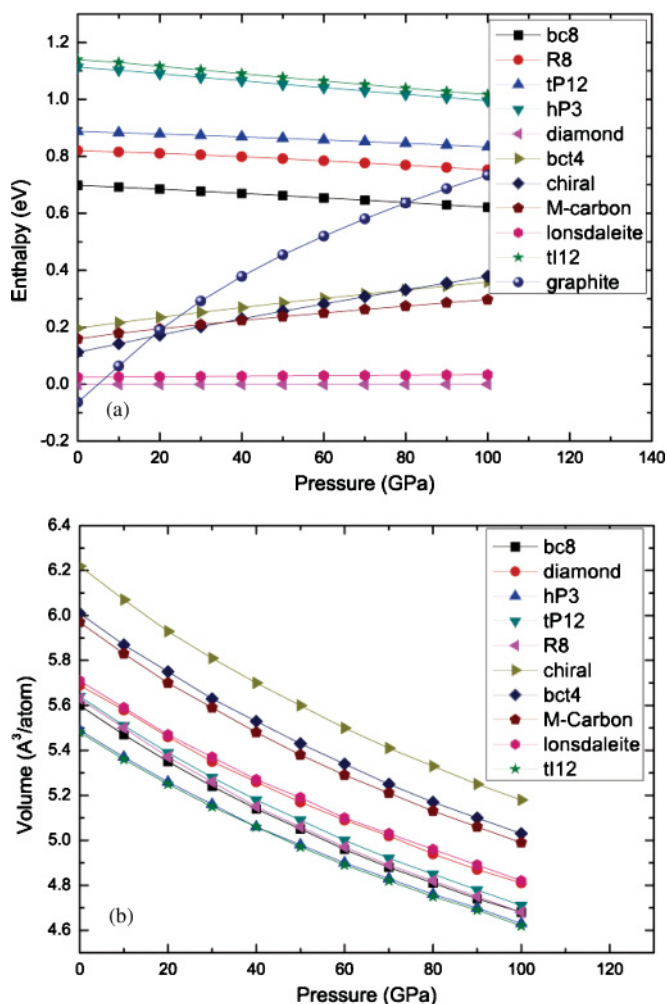 1.2
1.0
0.8
0.6
0.4
0.2
0.0
-0.2
Enthalpy (eV)
(a)
bc8
R8
tP12
hP3
diamond
bct4
chiral
M-carbon
lonsdaleite
tI12
graphite
0 20 40 60 80 100 120 140
Pressure (GPa)
6.4
6.2
6.0
5.8
5.6
5.4
5.2
5.0
4.8
4.6
Volume (A³/atom)
(b)
bc8
diamond
hP3
tP12
R8
chiral
bct4
M-Carbon
lonsdaleite
tI12
0 20 40 60 80 100 120
Pressure (GPa)